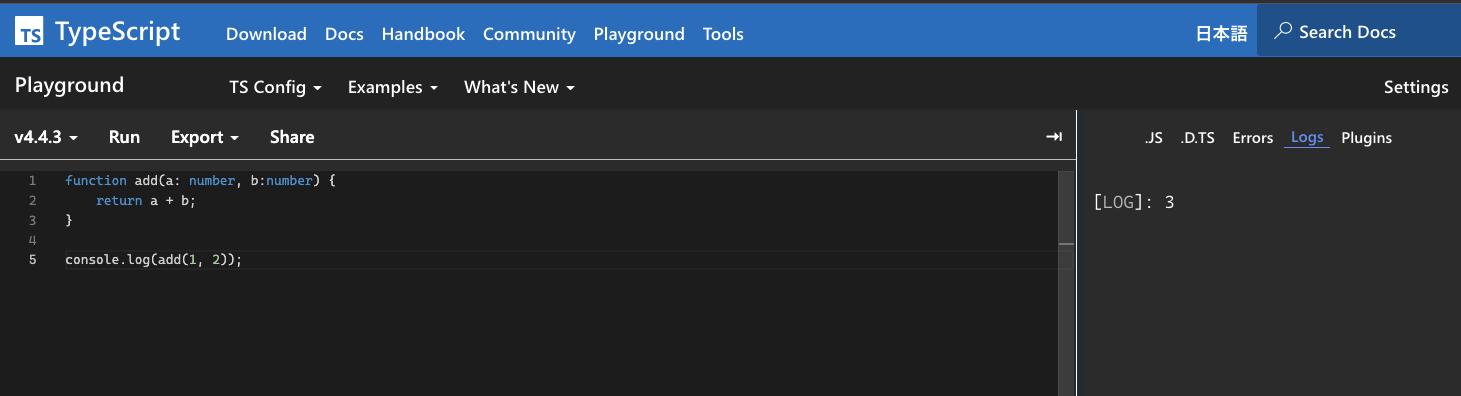 TS TypeScript Download Docs Handbook Community Playground Tools 日本語 Search Docs
Playground TS Config Examples What's New Settings
v4.4.3 Run Export Share
.JS .D.TS Errors Logs Plugins
1 function add(a: number, b:number) {
2 return a + b;
3 }
4
5 console.log(add(1, 2));
[LOG]: 3